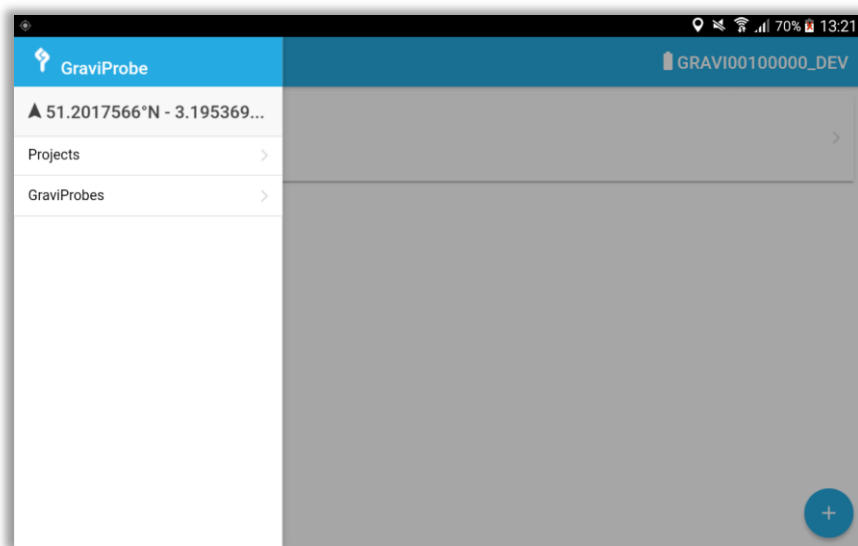 70% 13:21
GraviProbe
GRAVI00100000_DEV
51.2017566°N - 3.195369...
Projects
GraviProbes